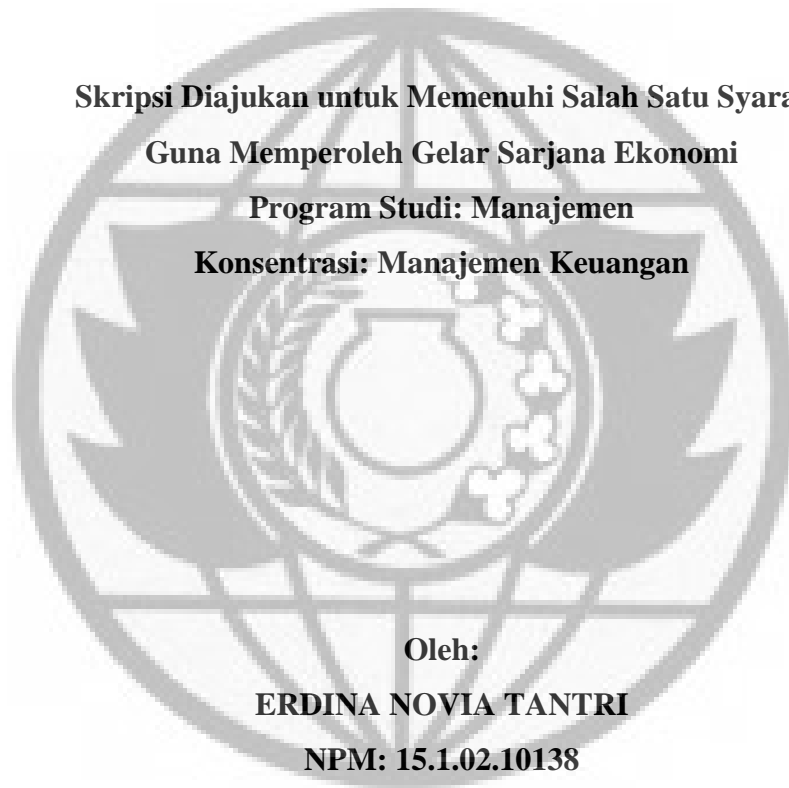 Skripsi Diajukan untuk Memenuhi Salah Satu Syara
Guna Memperoleh Gelar Sarjana Ekonomi
Program Studi: Manajemen
Konsentrasi: Manajemen Keuangan
Oleh:
ERDINA NOVIA TANTRI
NPM: 15.1.02.10138